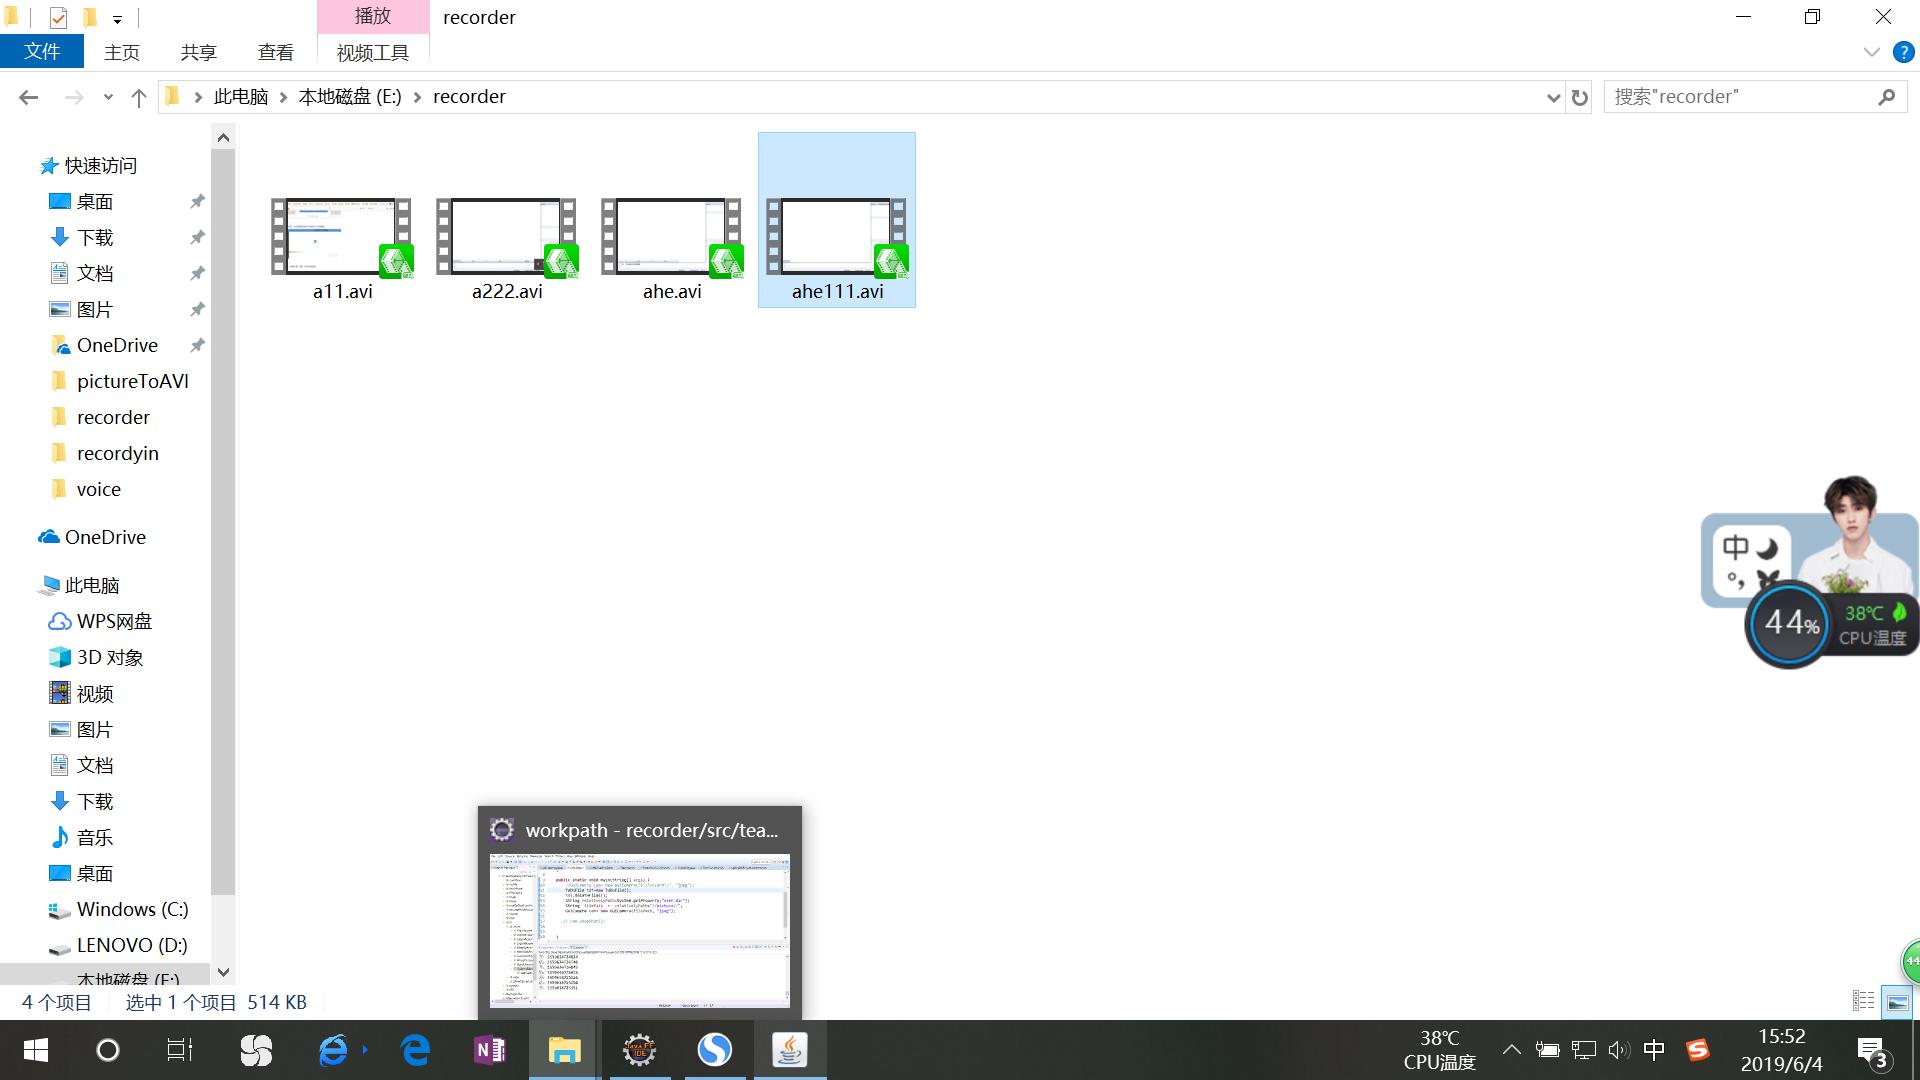 播放
recorder
文件
主页
共享
查看
视频工具
此电脑
本地磁盘 (E:)
recorder
搜索"recorder"
快速访问
桌面
下载
文档
图片
OneDrive
pictureToAVI
recorder
recordyin
voice
OneDrive
此电脑
WPS网盘
3D 对象
视频
图片
文档
下载
音乐
桌面
Windows (C:)
LENOVO (D:)
本地磁盘 (E:)
a11.avi
a222.avi
ahe.avi
ahe111.avi
中
44%
38℃
CPU温度
44
workpath - recorder/src/tea...
4 个项目
选中 1 个项目 514 KB
38℃
CPU温度
中
15:52
2019/6/4
3